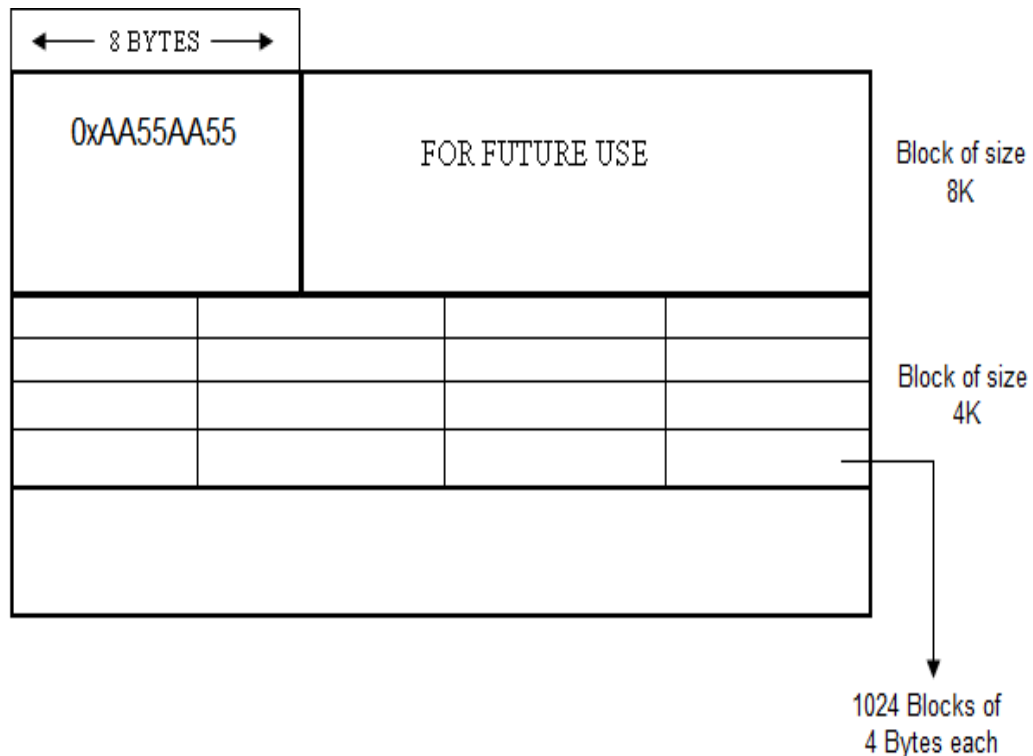 8 BYTES
0xAA55AA55
FOR FUTURE USE
Block of size
8K
Block of size
4K
1024 Blocks of
4 Bytes each